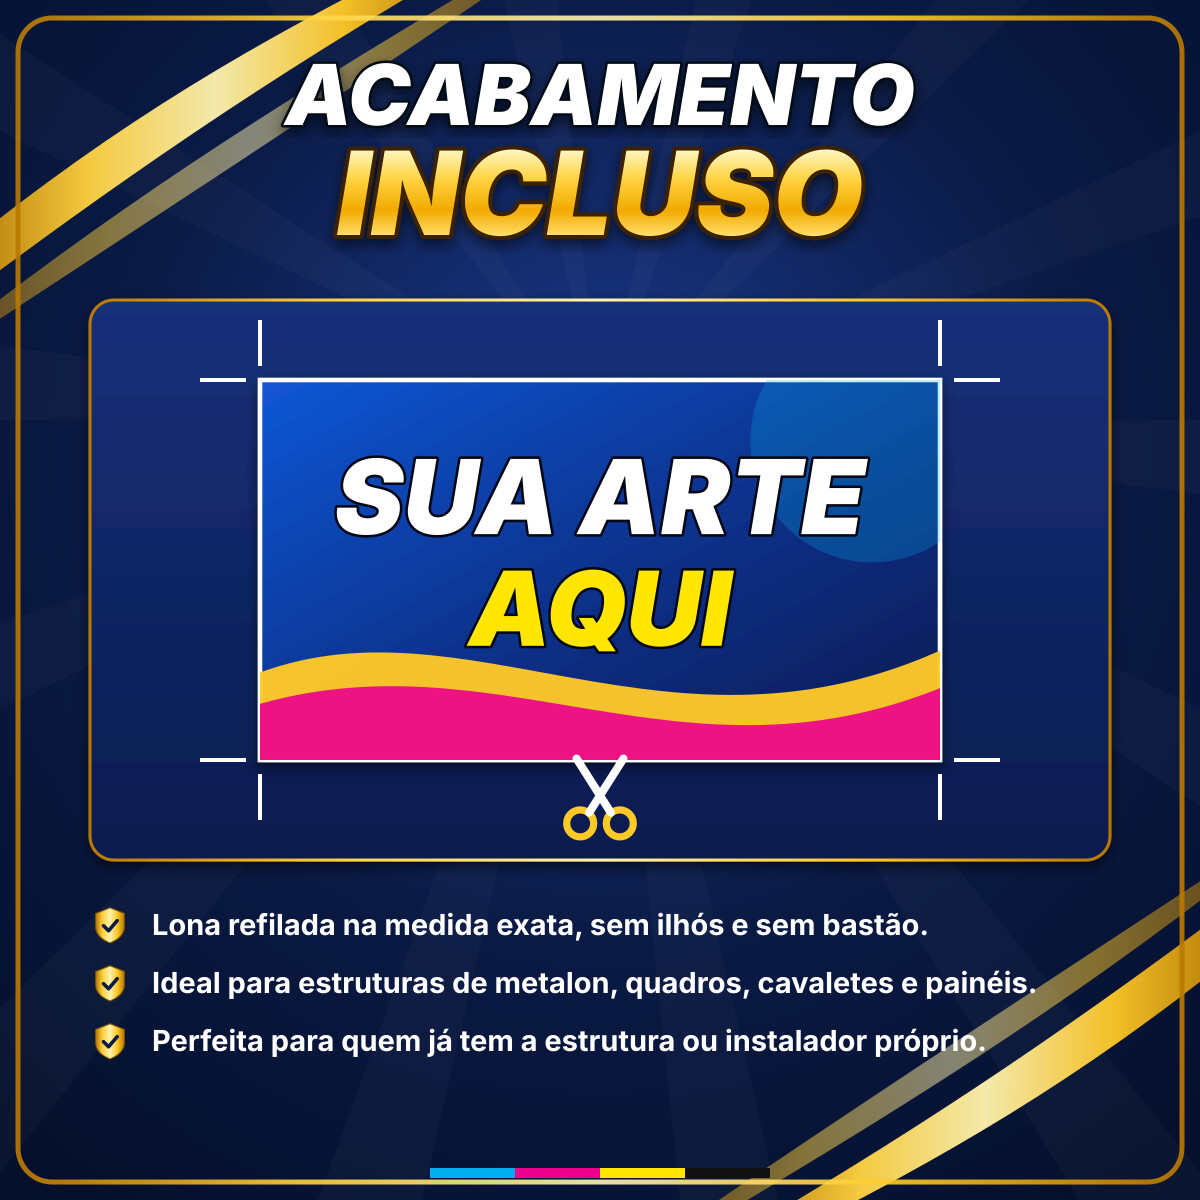 ACABAMENTO
INCLUSO
SUA ARTE
AQUI
Lona refilada na medida exata, sem ilhós e sem bastão.
Ideal para estruturas de metalon, quadros, cavaletes e painéis.
Perfeita para quem já tem a estrutura ou instalador próprio.